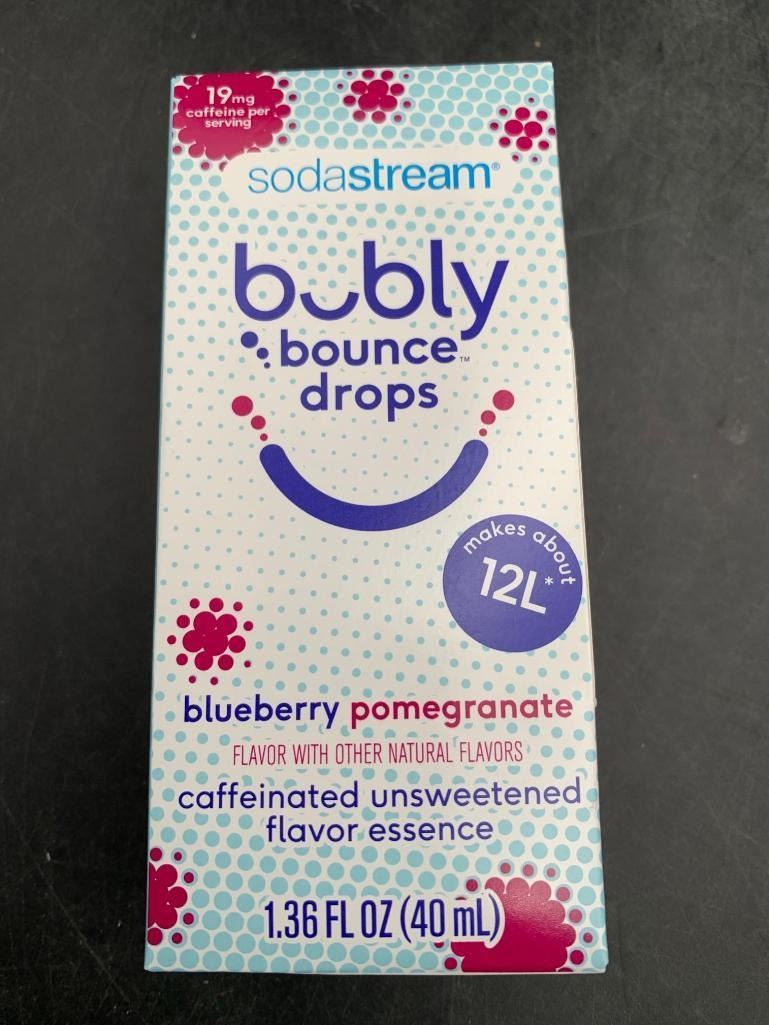 19mg
caffeine per
serving
sodastream®
bubly
bounce™
drops
makes about
12L*
blueberry pomegranate
FLAVOR WITH OTHER NATURAL FLAVORS
caffeinated unsweetened
flavor essence
1.36 FL OZ (40 mL)